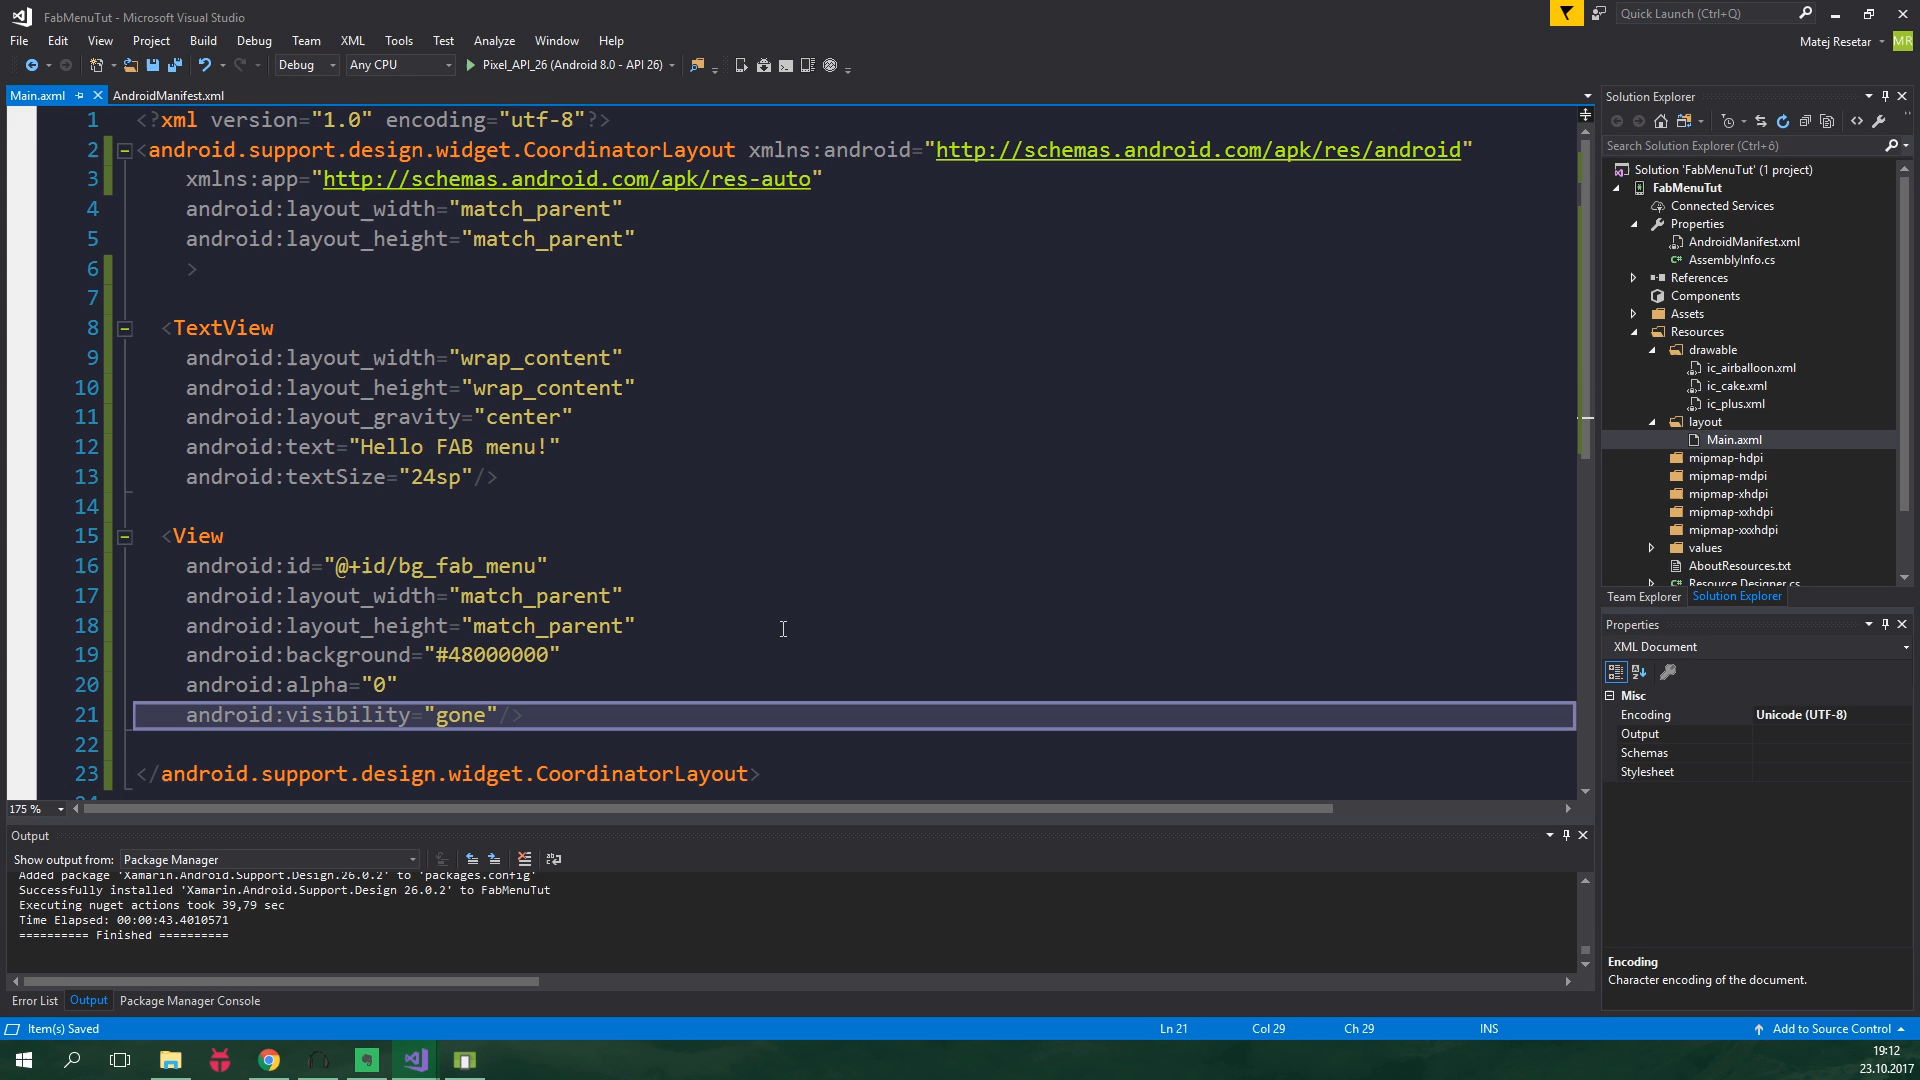 FabMenuTut - Microsoft Visual Studio
Quick Launch (Ctrl+Q)
File Edit View Project Build Debug Team XML Tools Test Analyze Window Help
Matej Resetar MR
Debug Any CPU Pixel_API_26 (Android 8.0 - API 26)
Main.axml AndroidManifest.xml
1 <?xml version="1.0" encoding="utf-8"?>
2 <android.support.design.widget.CoordinatorLayout xmlns:android="http://schemas.android.com/apk/res/android"
3 xmlns:app="http://schemas.android.com/apk/res-auto"
4 android:layout_width="match_parent"
5 android:layout_height="match_parent"
6 >
7
8 <TextView
9 android:layout_width="wrap_content"
10 android:layout_height="wrap_content"
11 android:layout_gravity="center"
12 android:text="Hello FAB menu!"
13 android:textSize="24sp"/>
14
15 <View
16 android:id="@+id/bg_fab_menu"
17 android:layout_width="match_parent"
18 android:layout_height="match_parent"
19 android:background="#48000000"
20 android:alpha="0"
21 android:visibility="gone"/>
22
23 </android.support.design.widget.CoordinatorLayout>
24
175 %
Output
Show output from: Package Manager
Added package 'Xamarin.Android.Support.Design.26.0.2' to 'packages.config'
Successfully installed 'Xamarin.Android.Support.Design 26.0.2' to FabMenuTut
Executing nuget actions took 39,79 sec
Time Elapsed: 00:00:43.4010571
========== Finished ==========
Error List Output Package Manager Console
Solution Explorer
Search Solution Explorer (Ctrl+ó)
Solution 'FabMenuTut' (1 project)
FabMenuTut
Connected Services
Properties
AndroidManifest.xml
C# AssemblyInfo.cs
References
Components
Assets
Resources
drawable
ic_airballoon.xml
ic_cake.xml
ic_plus.xml
layout
Main.axml
mipmap-hdpi
mipmap-mdpi
mipmap-xhdpi
mipmap-xxhdpi
mipmap-xxxhdpi
values
AboutResources.txt
C# Resource.Designer.cs
Team Explorer Solution Explorer
Properties
XML Document
Misc
Encoding Unicode (UTF-8)
Output
Schemas
Stylesheet
Encoding
Character encoding of the document.
Item(s) Saved Ln 21 Col 29 Ch 29 INS Add to Source Control
19:12
23.10.2017